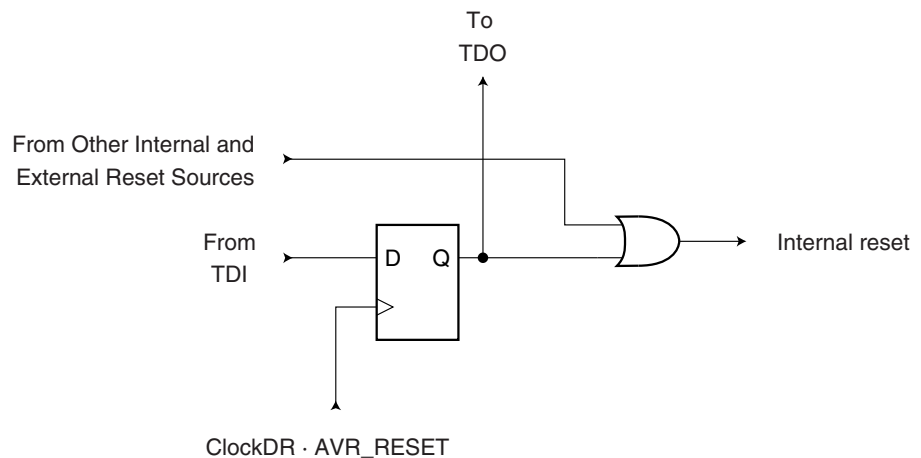 To
TDO
From Other Internal and
External Reset Sources
From
TDI
D Q
Internal reset
ClockDR · AVR_RESET